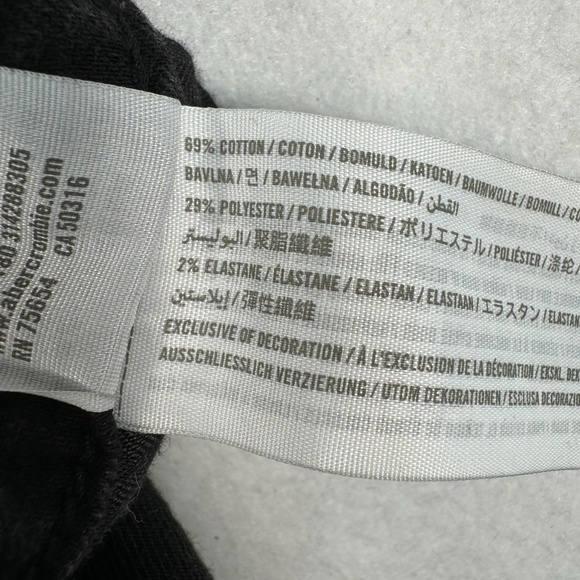 314288305
www.abercrombie.com
RN 75654 CA 50316
69% COTTON / COTON / BOMULD / KATOEN / BAUMWOLLE / BOMULL /
BAVLNA / 면 / BAWEŁNA / ALGODÃO / القطن /
29% POLYESTER / POLIESTERE / ポリエステル / POLIÉSTER / 涤纶 /
البوليستر / 聚脂纖維
2% ELASTANE / ÉLASTANE / ELASTAN / ELASTAAN / エラスタン /
إيلاستين / 彈性纖維
EXCLUSIVE OF DECORATION / À L'EXCLUSION DE LA DÉCORATION / EKSKL.
AUSSCHLIESSLICH VERZIERUNG / UTOM DEKORATIONEN / ESCLUSA